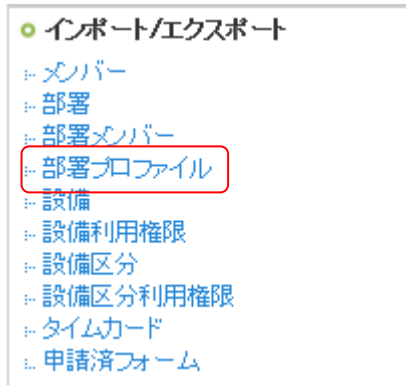 インポート/エクスポート
メンバー
部署
部署メンバー
部署プロファイル
設備
設備利用権限
設備区分
設備区分利用権限
タイムカード
申請済フォーム